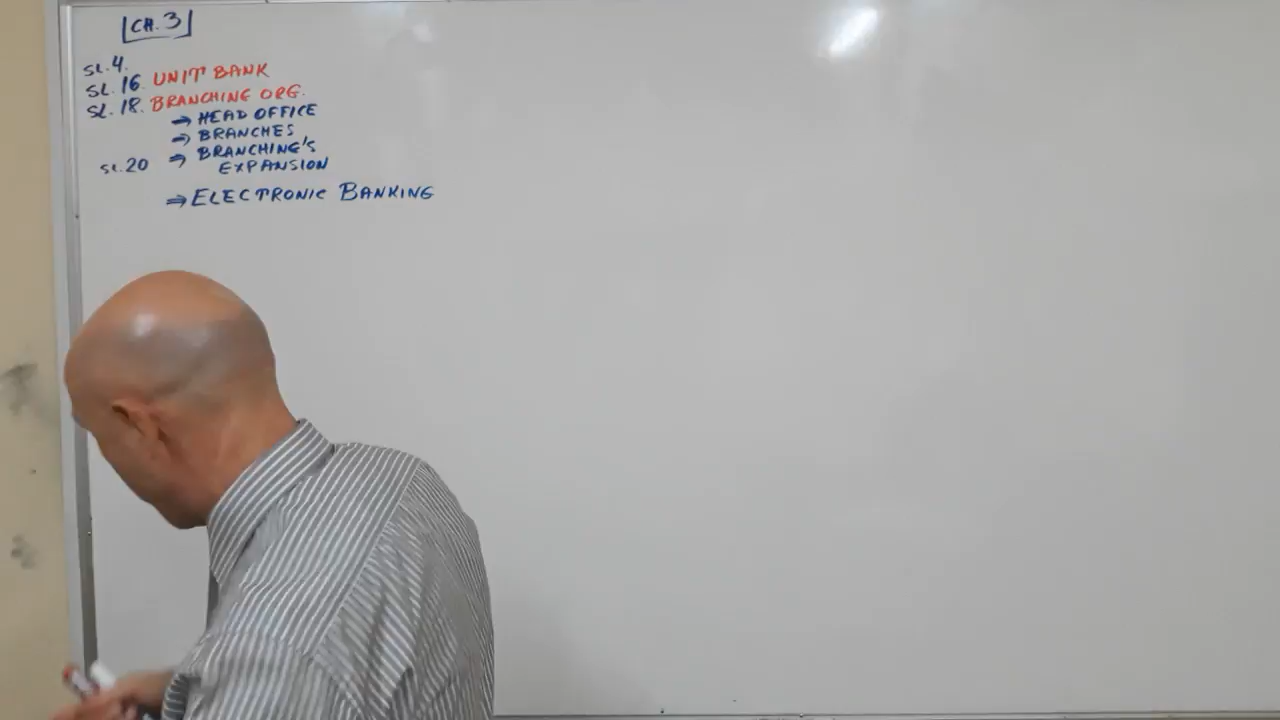 CH. 3
SL. 4.
SL. 16. UNIT BANK
SL. 18. BRANCHING ORG.
⇒ HEAD OFFICE
⇒ BRANCHES
⇒ BRANCHING'S
SL. 20 EXPANSION
⇒ ELECTRONIC BANKING